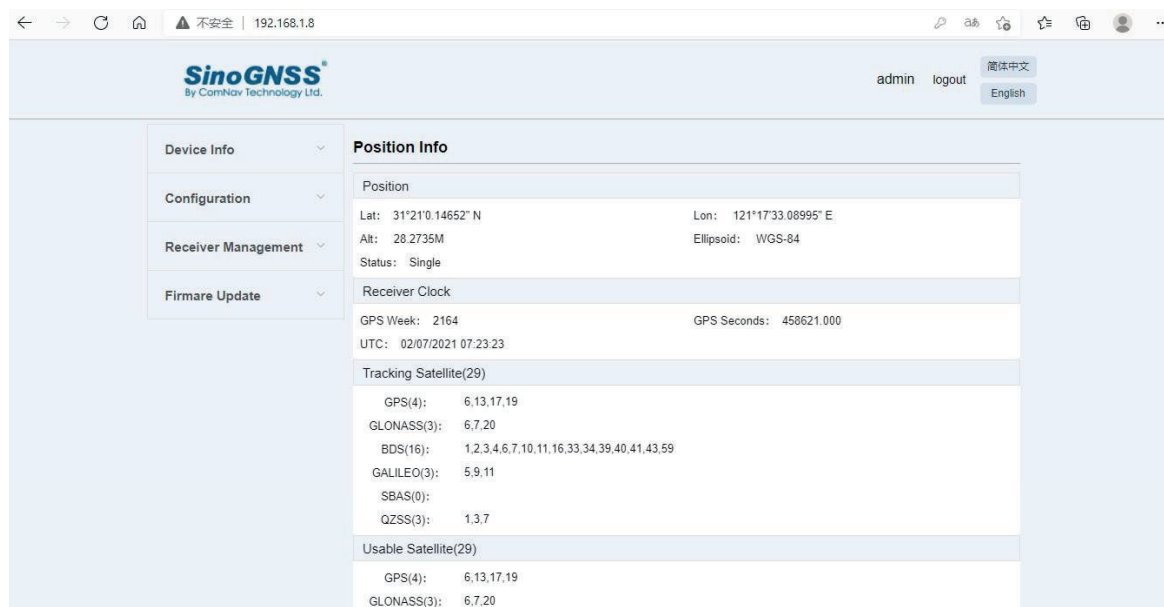 不安全 | 192.168.1.8
SinoGNSS®
By ComNav Technology Ltd.
admin logout 简体中文
English
Device Info
Configuration
Receiver Management
Firmare Update
Position Info
Position
Lat: 31°21'0.14652" N Lon: 121°17'33.08995" E
Alt: 28.2735M Ellipsoid: WGS-84
Status: Single
Receiver Clock
GPS Week: 2164 GPS Seconds: 458621.000
UTC: 02/07/2021 07:23:23
Tracking Satellite(29)
GPS(4): 6,13,17,19
GLONASS(3): 6,7,20
BDS(16): 1,2,3,4,6,7,10,11,16,33,34,39,40,41,43,59
GALILEO(3): 5,9,11
SBAS(0):
QZSS(3): 1,3,7
Usable Satellite(29)
GPS(4): 6,13,17,19
GLONASS(3): 6,7,20